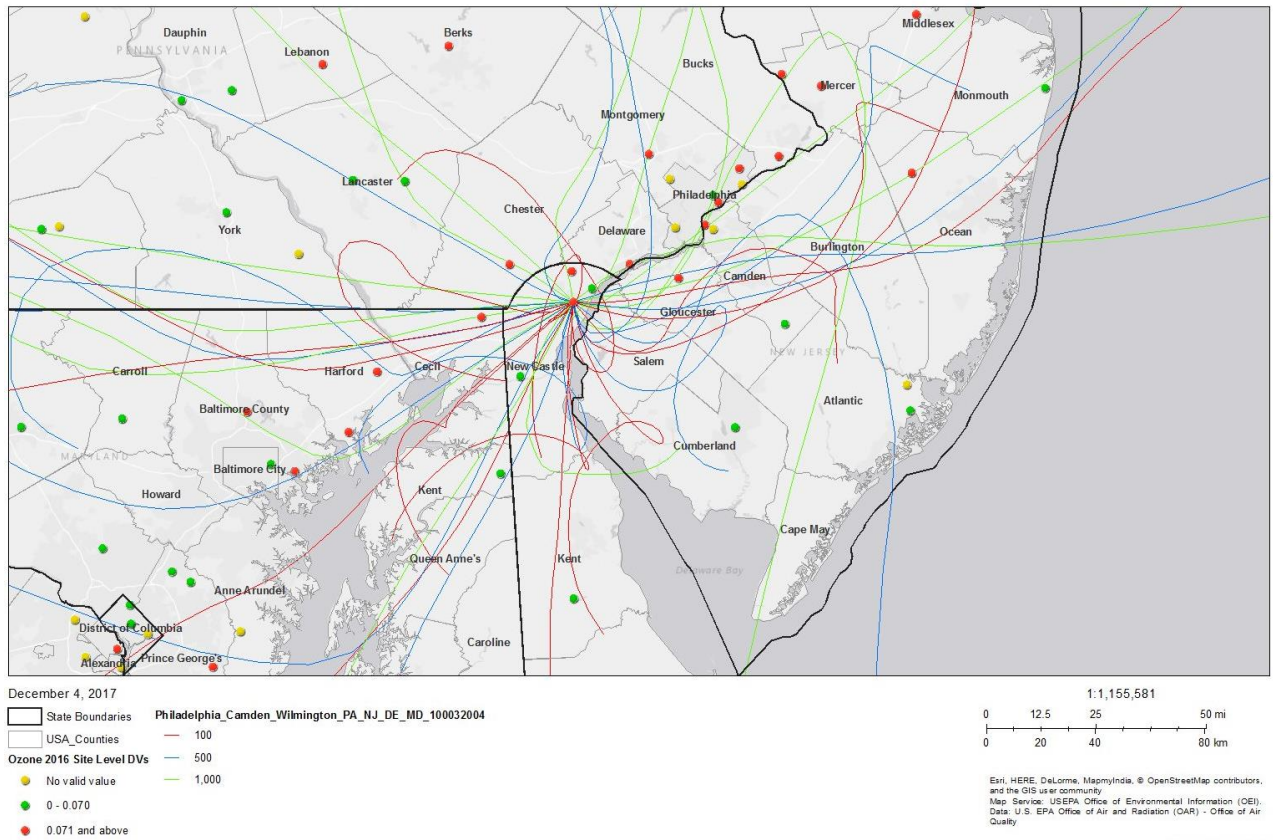 Middlesex
Dauphin
Berks
PENNSYLVANIA
Lebanon
Bucks
Mercer
Monmouth
Montgomery
Lancaster
Philadelphia
Chester
York
Delaware
Ocean
Burlington
Camden
Gloucester
NEW JERSEY
Salem
New Castle
Cecil
Harford
Carroll
Atlantic
Baltimore County
Cumberland
MARYLAND
Baltimore City
Kent
Howard
Cape May
Queen Anne's
Kent
Delaware Bay
Anne Arundel
District of Columbia
Caroline
Prince George's
Alexandria
December 4, 2017
State Boundaries
USA_Counties
Ozone 2016 Site Level DVs
No valid value
0 - 0.070
0.071 and above
Philadelphia_Camden_Wilmington_PA_NJ_DE_MD_100032004
100
500
1,000
1:1,155,581
0 12.5 25 50 mi
0 20 40 80 km
Esri, HERE, DeLorme, MapmyIndia, © OpenStreetMap contributors,
and the GIS user community
Map Service: USEPA Office of Environmental Information (OEI).
Data: U.S. EPA Office of Air and Radiation (OAR) - Office of Air
Quality